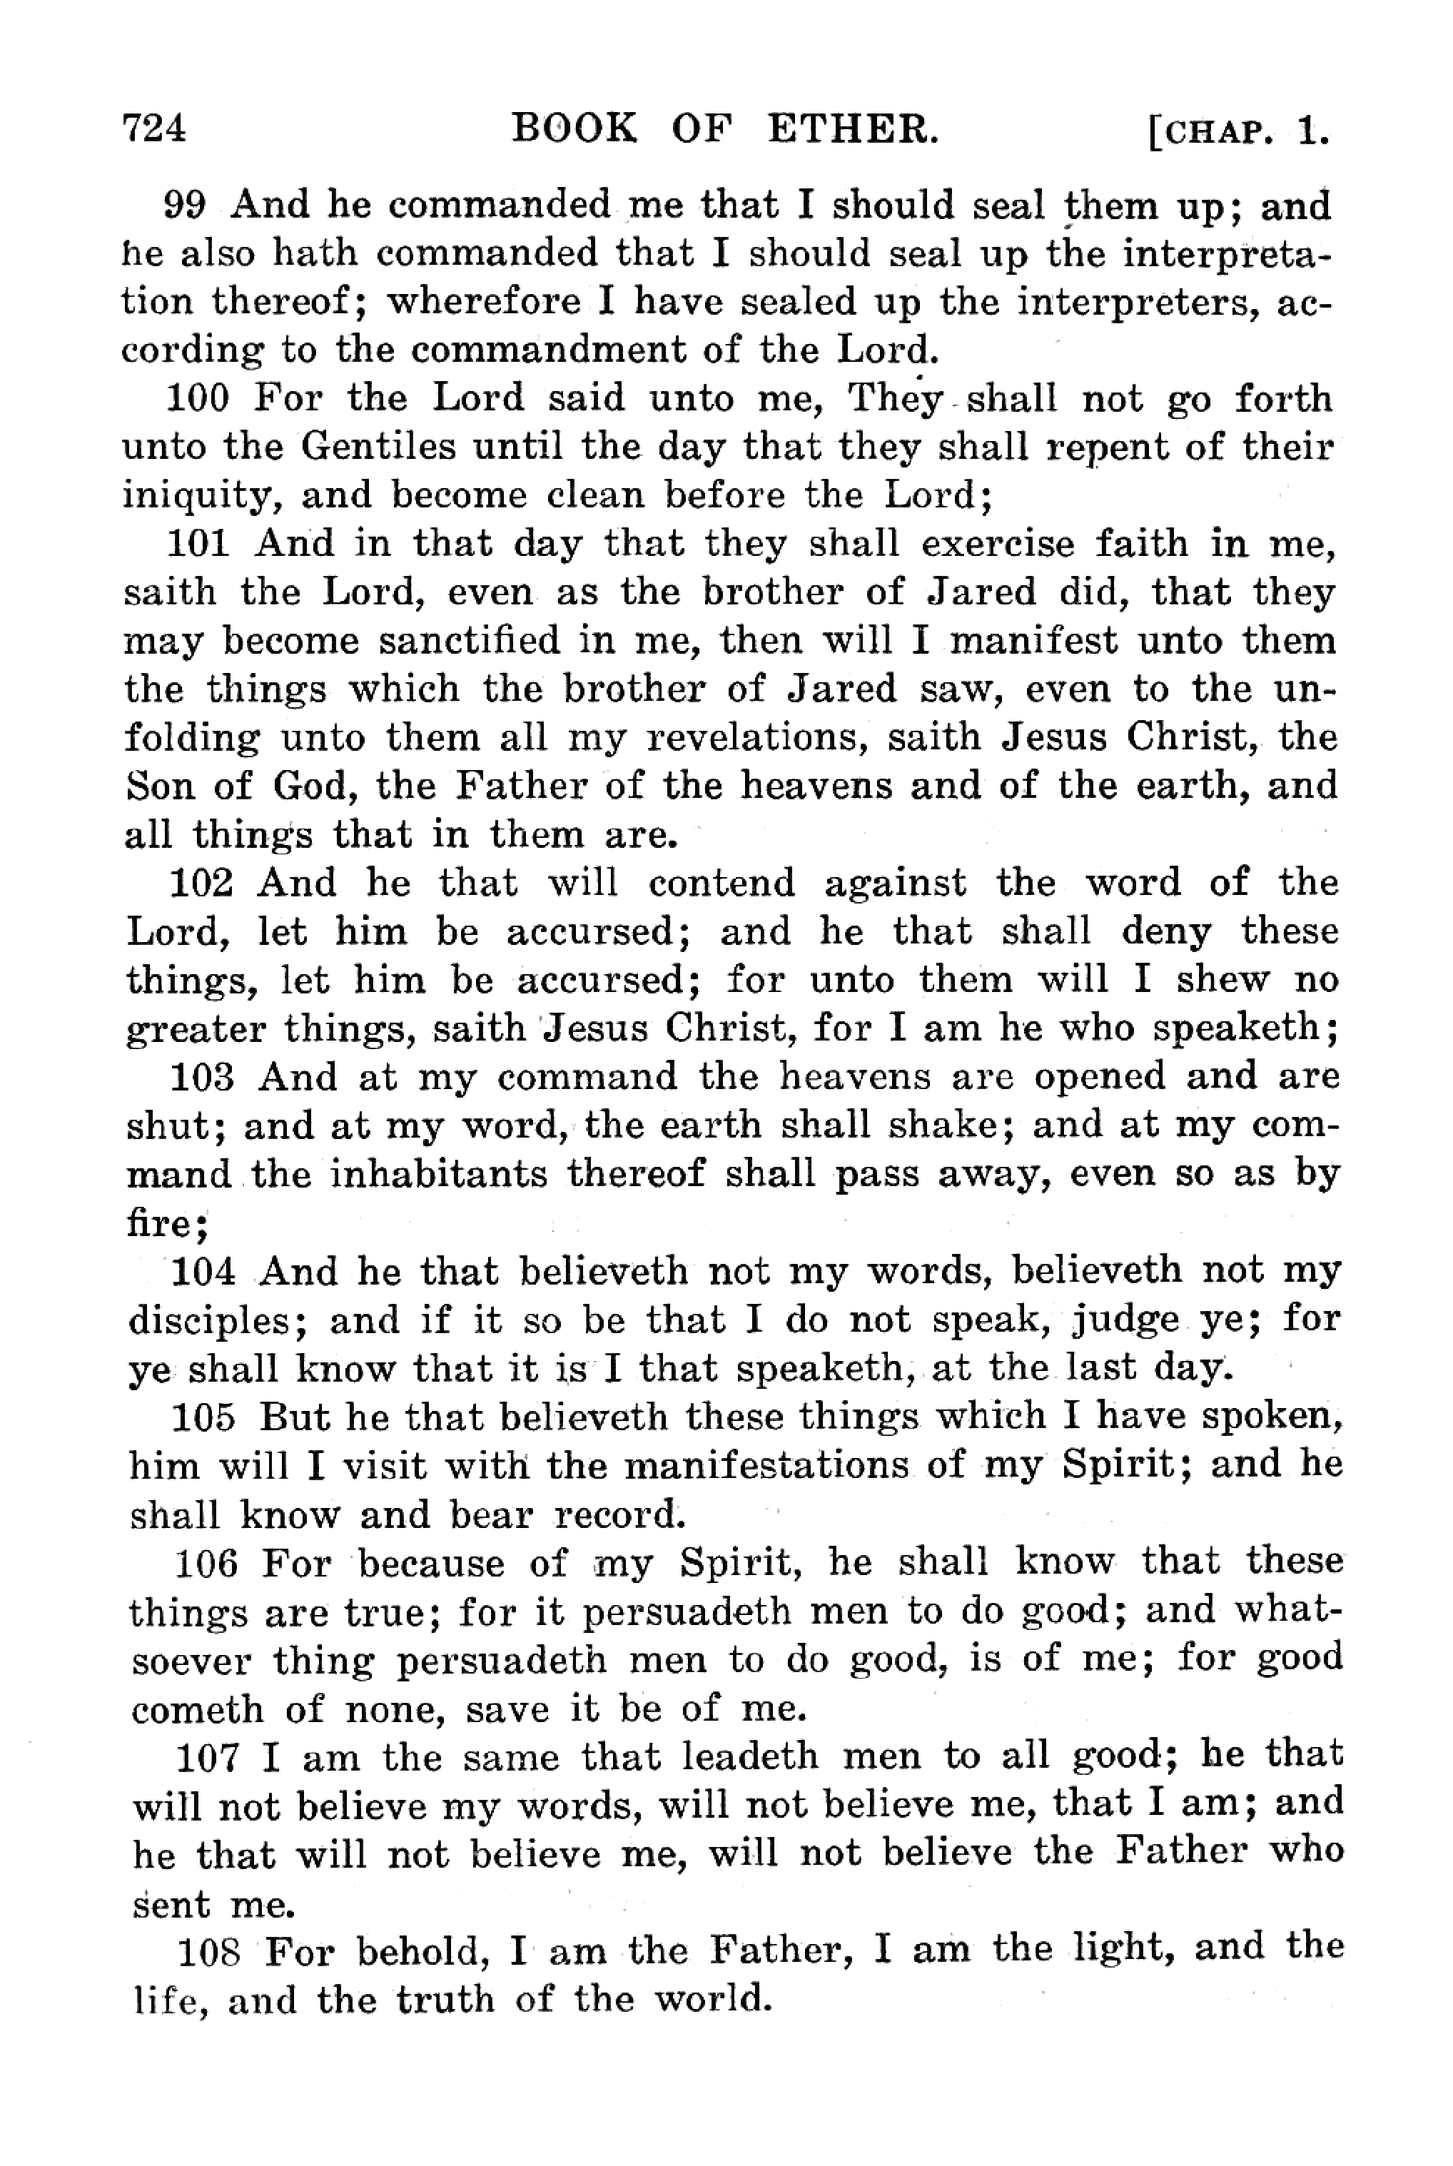 724 BOOK OF ETHER. [CHAP. 1.
99 And he commanded me that I should seal them up; and
he also hath commanded that I should seal up the interpreta-
tion thereof; wherefore I have sealed up the interpreters, ac-
cording to the commandment of the Lord.
100 For the Lord said unto me, They shall not go forth
unto the Gentiles until the day that they shall repent of their
iniquity, and become clean before the Lord;
101 And in that day that they shall exercise faith in me,
saith the Lord, even as the brother of Jared did, that they
may become sanctified in me, then will I manifest unto them
the things which the brother of Jared saw, even to the un-
folding unto them all my revelations, saith Jesus Christ, the
Son of God, the Father of the heavens and of the earth, and
all things that in them are.
102 And he that will contend against the word of the
Lord, let him be accursed; and he that shall deny these
things, let him be accursed; for unto them will I shew no
greater things, saith Jesus Christ, for I am he who speaketh;
103 And at my command the heavens are opened and are
shut; and at my word, the earth shall shake; and at my com-
mand the inhabitants thereof shall pass away, even so as by
fire;
104 And he that believeth not my words, believeth not my
disciples; and if it so be that I do not speak, judge ye; for
ye shall know that it is I that speaketh, at the last day.
105 But he that believeth these things which I have spoken,
him will I visit with the manifestations of my Spirit; and he
shall know and bear record.
106 For because of my Spirit, he shall know that these
things are true; for it persuadeth men to do good; and what-
soever thing persuadeth men to do good, is of me; for good
cometh of none, save it be of me.
107 I am the same that leadeth men to all good; he that
will not believe my words, will not believe me, that I am; and
he that will not believe me, will not believe the Father who
sent me.
108 For behold, I am the Father, I am the light, and the
life, and the truth of the world.